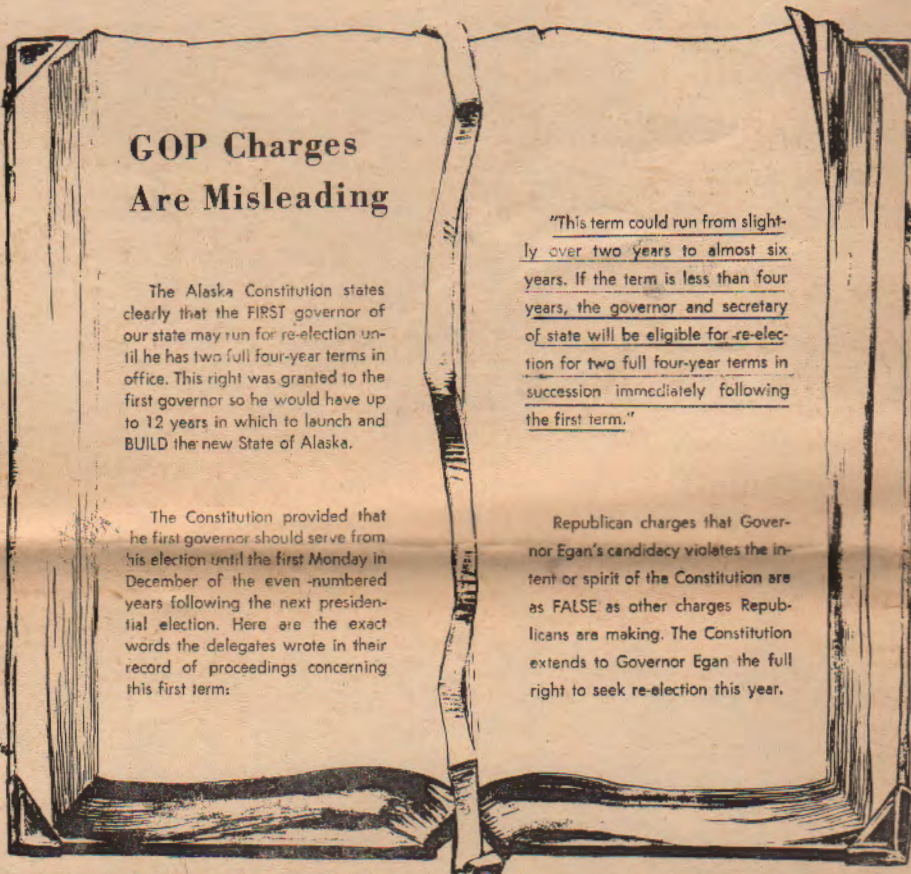 GOP Charges
Are Misleading
The Alaska Constitution states
clearly that the FIRST governor of
our state may run for re-election un-
til he has two full four-year terms in
office. This right was granted to the
first governor so he would have up
to 12 years in which to launch and
BUILD the new State of Alaska.
The Constitution provided that
he first governor should serve from
his election until the first Monday in
December of the even -numbered
years following the next presiden-
tial election. Here are the exact
words the delegates wrote in their
record of proceedings concerning
this first term:
"This term could run from slight-
ly over two years to almost six
years. If the term is less than four
years, the governor and secretary
of state will be eligible for re-elec-
tion for two full four-year terms in
succession immediately following
the first term."
Republican charges that Gover-
nor Egan's candidacy violates the in-
tent or spirit of the Constitution are
as FALSE as other charges Repub-
licans are making. The Constitution
extends to Governor Egan the full
right to seek re-election this year.